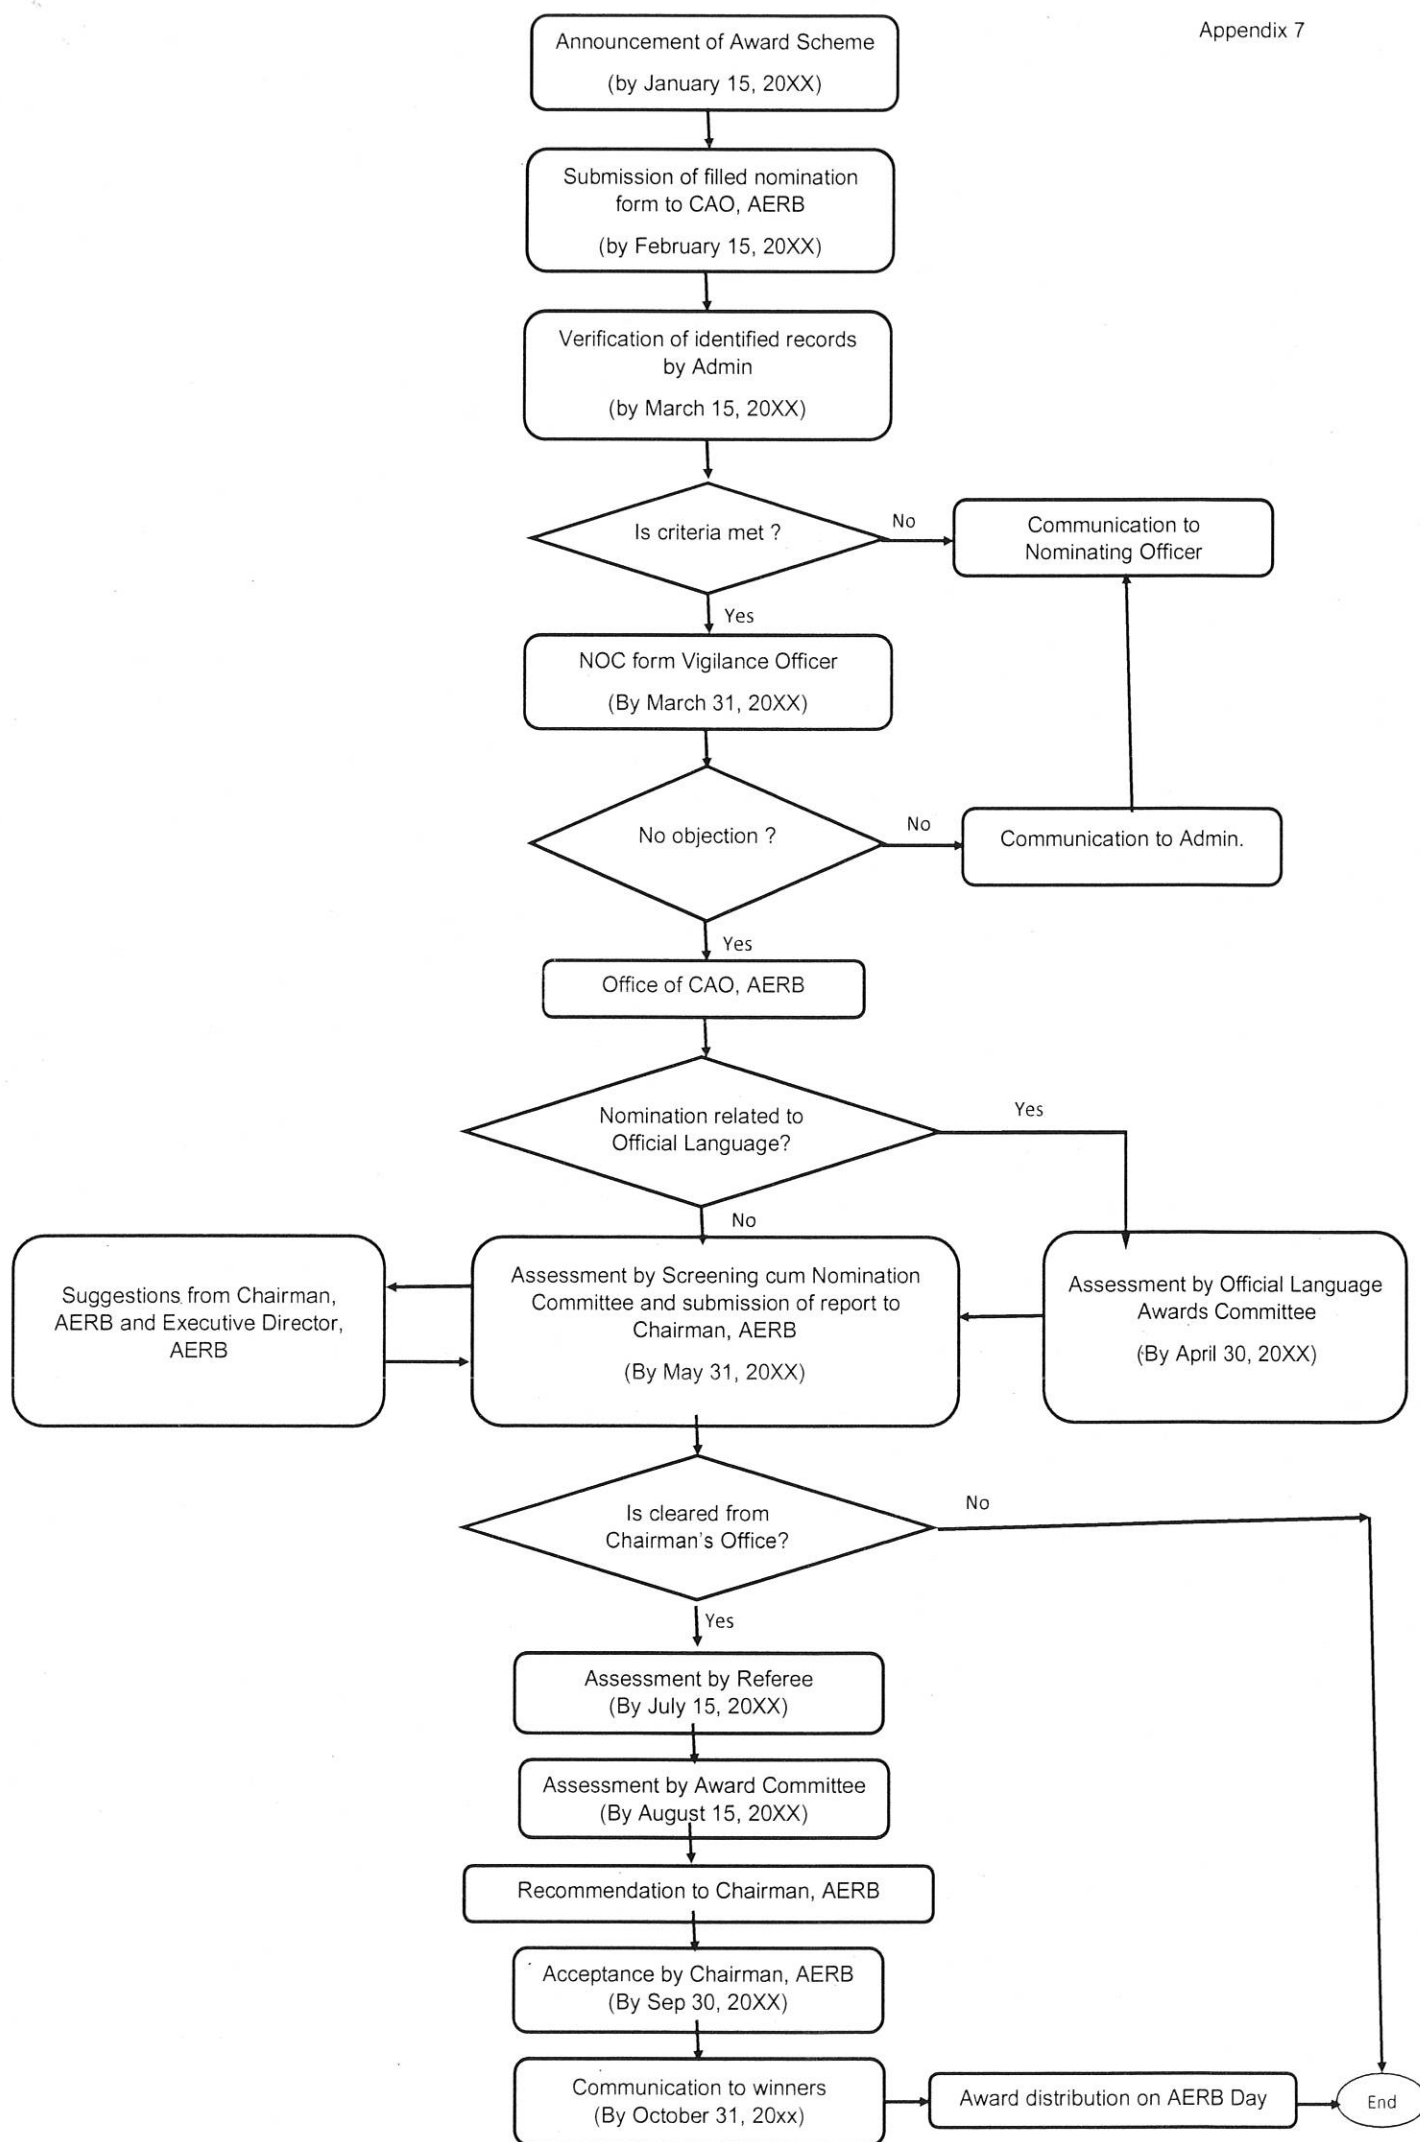 Appendix 7
Announcement of Award Scheme
(by January 15, 20XX)
Submission of filled nomination
form to CAO, AERB
(by February 15, 20XX)
Verification of identified records
by Admin
(by March 15, 20XX)
Is criteria met ?
No
Communication to
Nominating Officer
Yes
NOC form Vigilance Officer
(By March 31, 20XX)
No objection ?
No
Communication to Admin.
Yes
Office of CAO, AERB
Nomination related to
Official Language?
Yes
No
Suggestions from Chairman,
AERB and Executive Director,
AERB
Assessment by Screening cum Nomination
Committee and submission of report to
Chairman, AERB
(By May 31, 20XX)
Assessment by Official Language
Awards Committee
(By April 30, 20XX)
Is cleared from
Chairman's Office?
No
Yes
Assessment by Referee
(By July 15, 20XX)
Assessment by Award Committee
(By August 15, 20XX)
Recommendation to Chairman, AERB
Acceptance by Chairman, AERB
(By Sep 30, 20XX)
Communication to winners
(By October 31, 20xx)
Award distribution on AERB Day
End